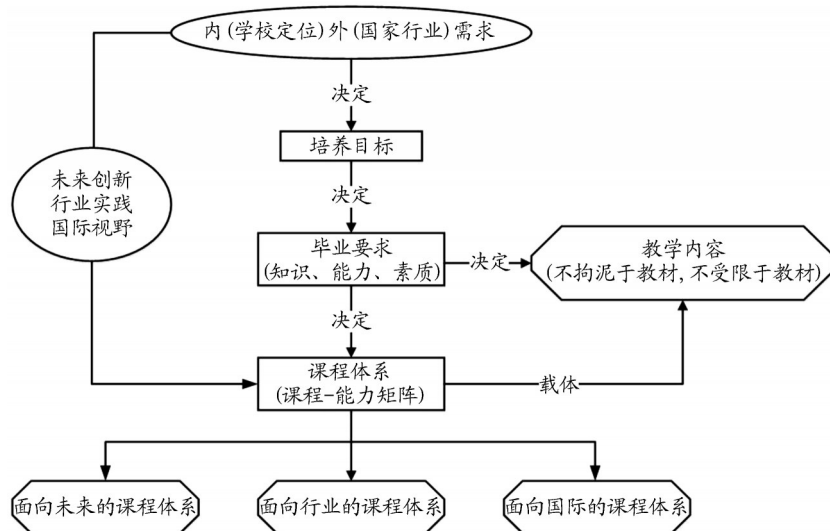 内(学校定位)外(国家行业)需求
决定
培养目标
未来创新
行业实践
国际视野
决定
毕业要求
(知识、能力、素质)
决定
教学内容
(不拘泥于教材,不受限于教材)
决定
课程体系
(课程-能力矩阵)
载体
面向未来的课程体系
面向行业的课程体系
面向国际的课程体系